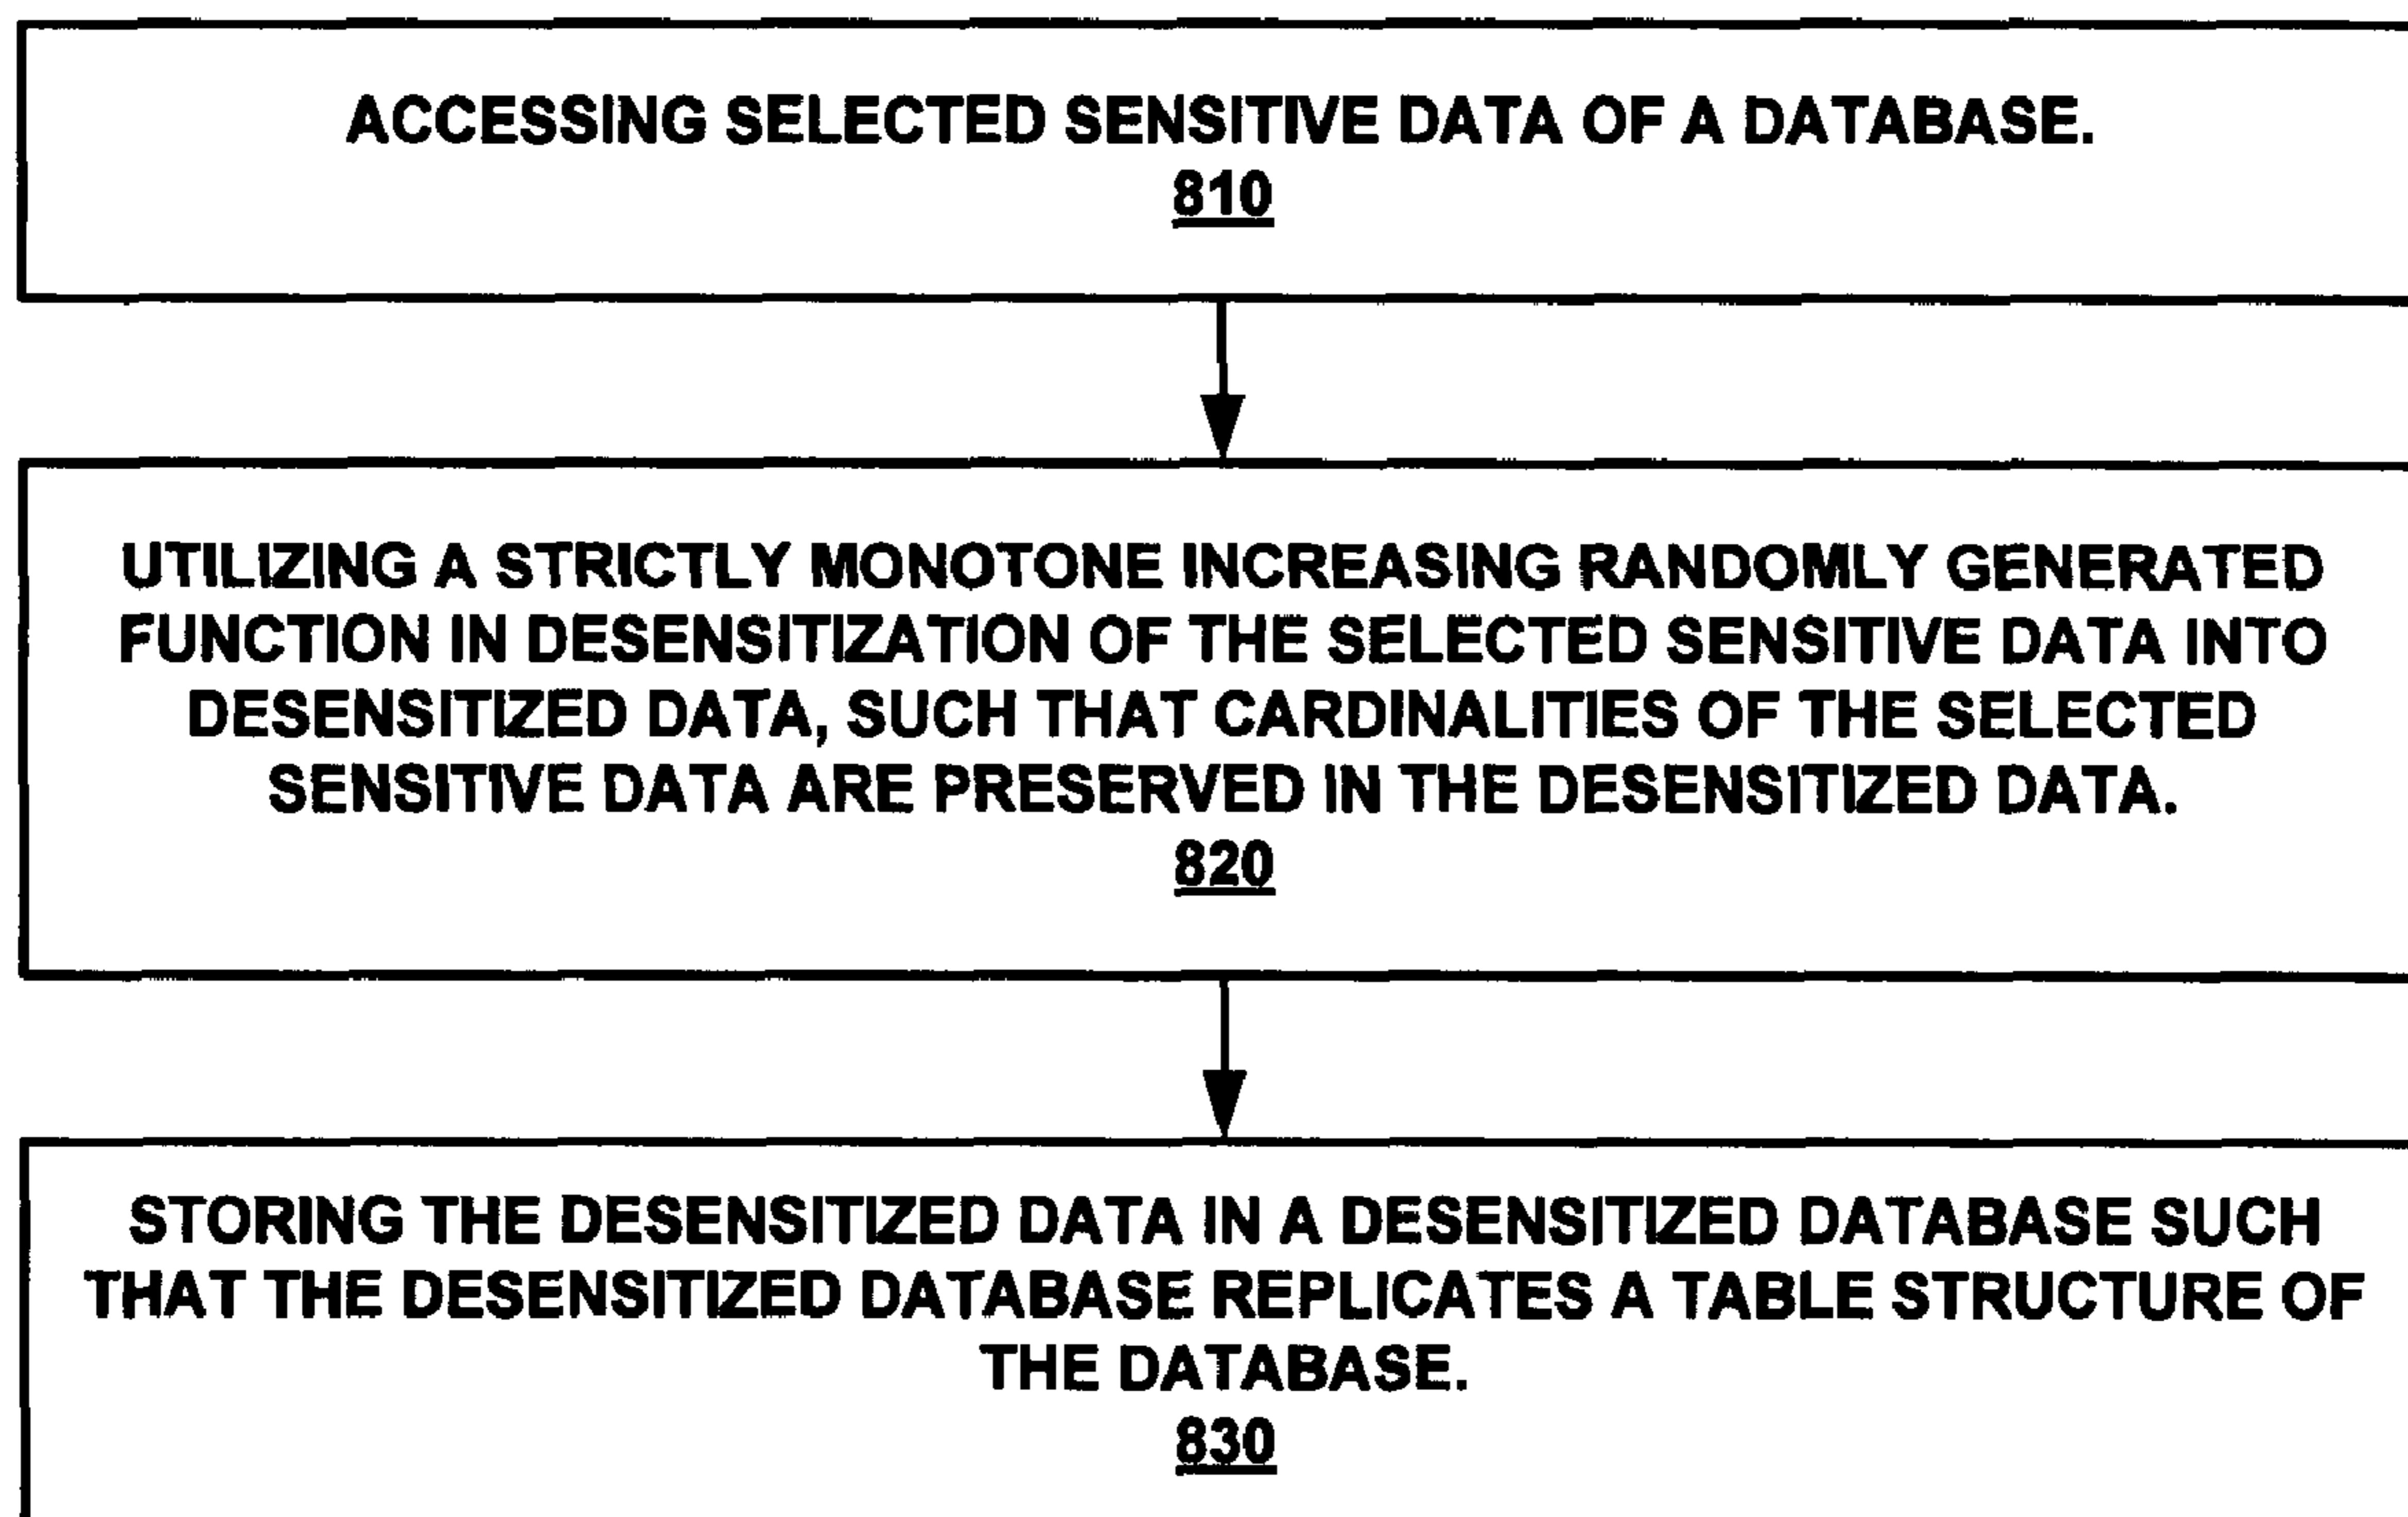 ACCESSING SELECTED SENSITIVE DATA OF A DATABASE.
810
UTILIZING A STRICTLY MONOTONE INCREASING RANDOMLY GENERATED
FUNCTION IN DESENSITIZATION OF THE SELECTED SENSITIVE DATA INTO
DESENSITIZED DATA, SUCH THAT CARDINALITIES OF THE SELECTED
SENSITIVE DATA ARE PRESERVED IN THE DESENSITIZED DATA.
820
STORING THE DESENSITIZED DATA IN A DESENSITIZED DATABASE SUCH
THAT THE DESENSITIZED DATABASE REPLICATES A TABLE STRUCTURE OF
THE DATABASE.
830